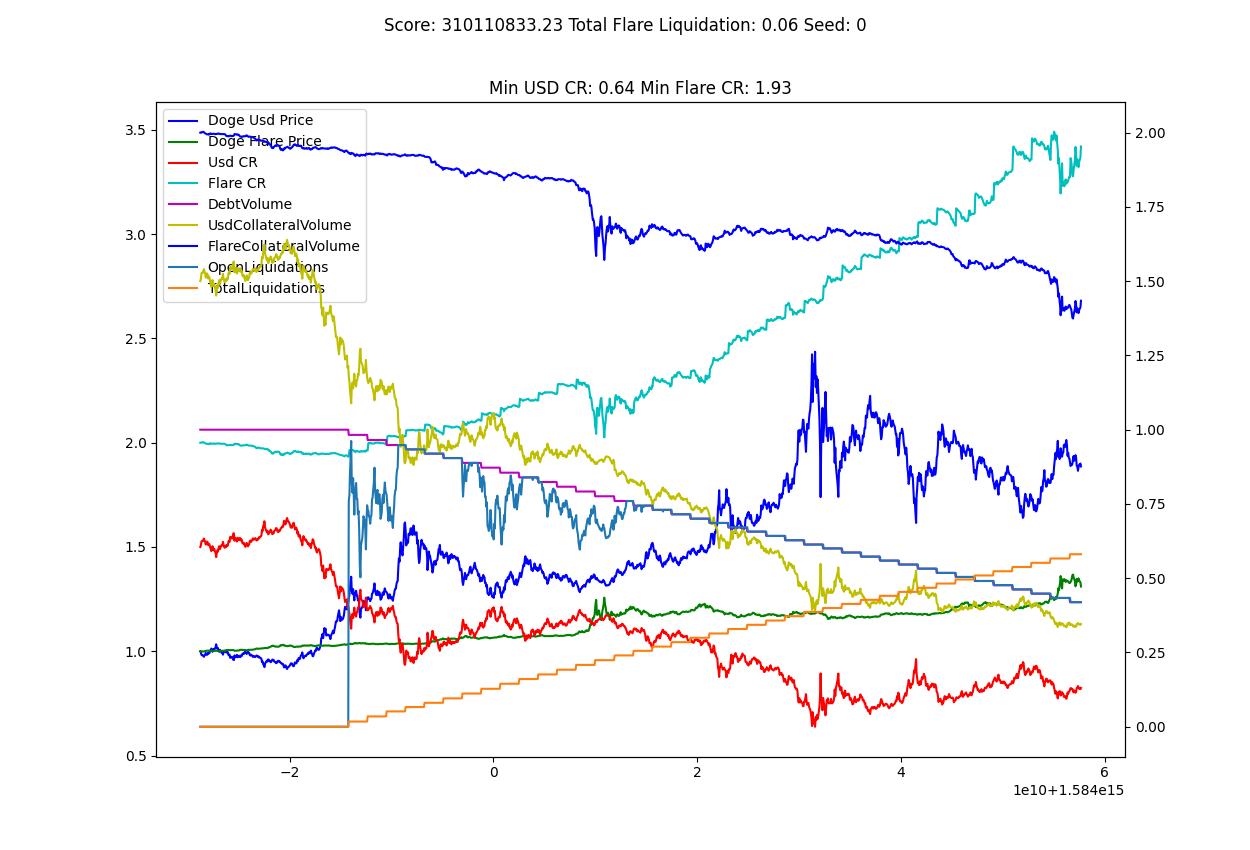 Score: 310110833.23 Total Flare Liquidation: 0.06 Seed: 0
Min USD CR: 0.64 Min Flare CR: 1.93
Doge Usd Price
Doge Flare Price
Usd CR
Flare CR
DebtVolume
UsdCollateralVolume
FlareCollateralVolume
OpenLiquidations
TotalLiquidations
3.5
3.0
2.5
2.0
1.5
1.0
0.5
2.00
1.75
1.50
1.25
1.00
0.75
0.50
0.25
0.00
−2 0 2 4 6
1e10+1.584e15